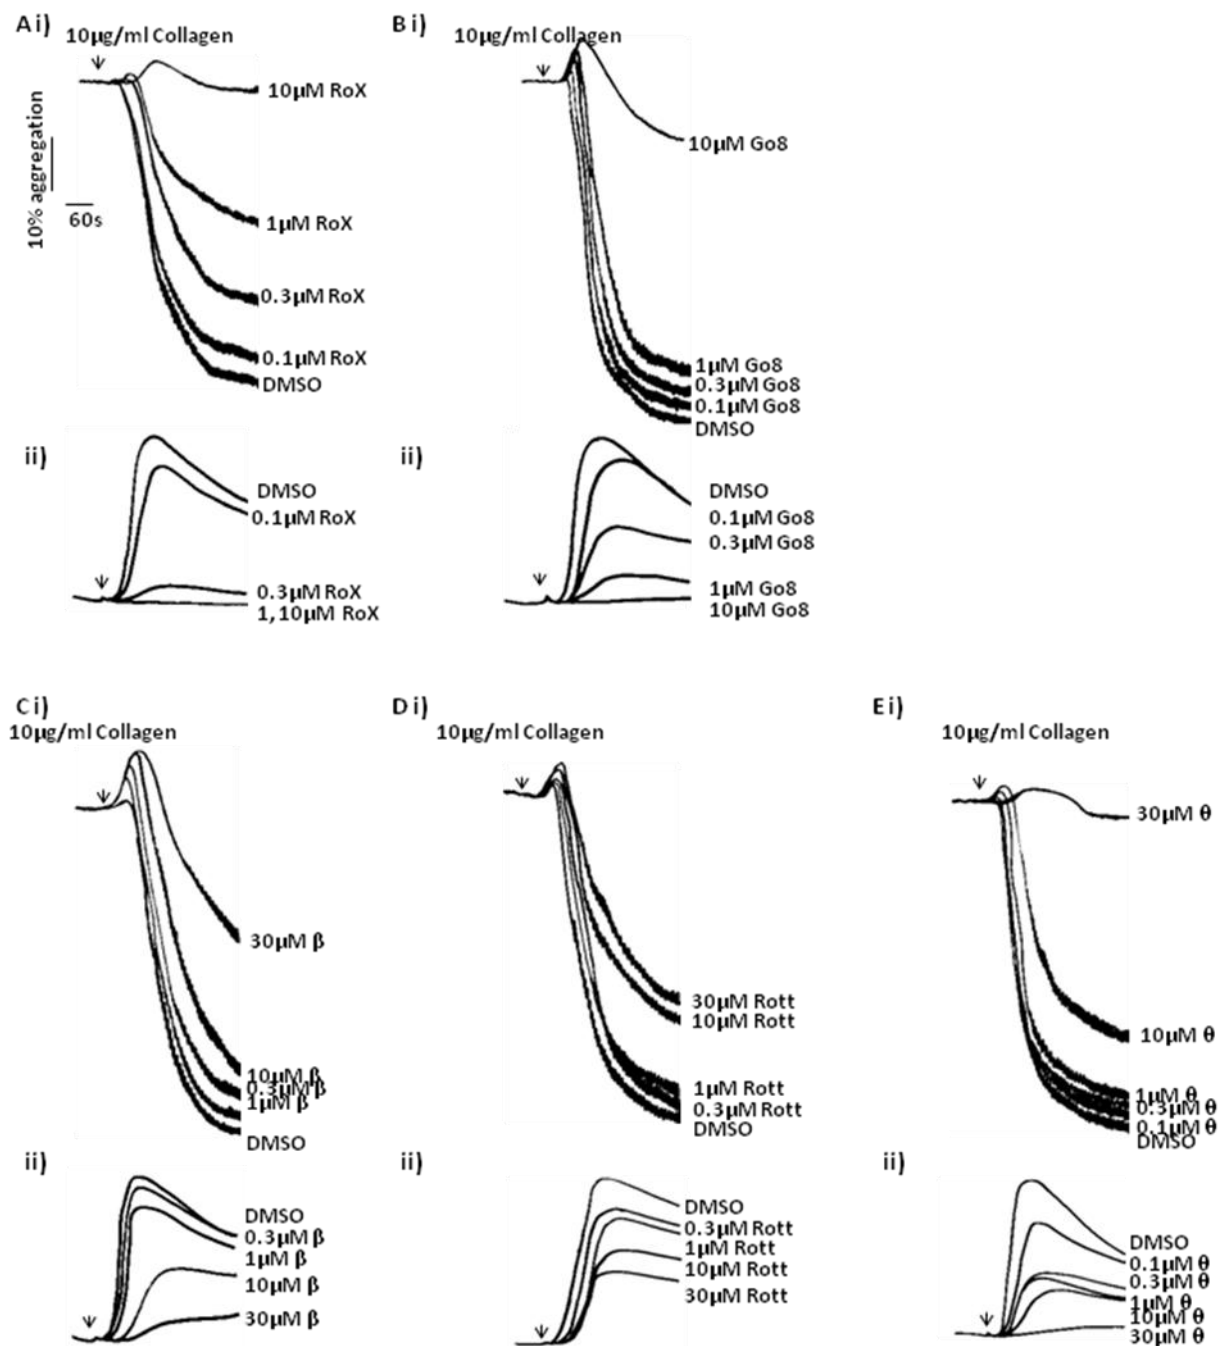 A i)
10µg/ml Collagen
10µM RoX
1µM RoX
0.3µM RoX
0.1µM RoX
DMSO
10% aggregation
60s
ii)
DMSO
0.1µM RoX
0.3µM RoX
1,10µM RoX
B i)
10µg/ml Collagen
10µM Go8
1µM Go8
0.3µM Go8
0.1µM Go8
DMSO
ii)
DMSO
0.1µM Go8
0.3µM Go8
1µM Go8
10µM Go8
C i)
10µg/ml Collagen
30µM β
10µM β
0.3µM β
1µM β
DMSO
ii)
DMSO
0.3µM β
1µM β
10µM β
30µM β
D i)
10µg/ml Collagen
30µM Rott
10µM Rott
1µM Rott
0.3µM Rott
DMSO
ii)
DMSO
0.3µM Rott
1µM Rott
10µM Rott
30µM Rott
E i)
10µg/ml Collagen
30µM θ
10µM θ
1µM θ
0.3µM θ
0.1µM θ
DMSO
ii)
DMSO
0.1µM θ
0.3µM θ
1µM θ
10µM θ
30µM θ